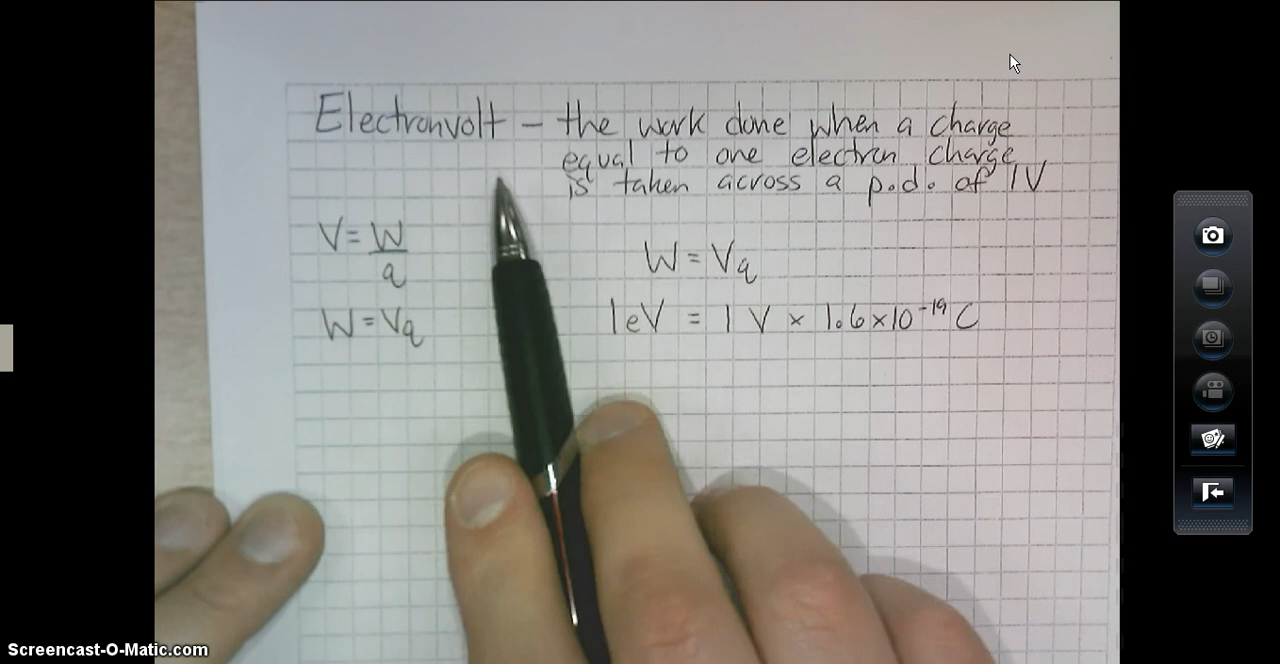 Electronvolt – the work done when a charge
equal to one electron charge
is taken across a p.d. of 1V
V = W
q
W = Vq
W = Vq
1eV = 1 V × 1.6×10⁻¹⁹ C
Screencast-O-Matic.com